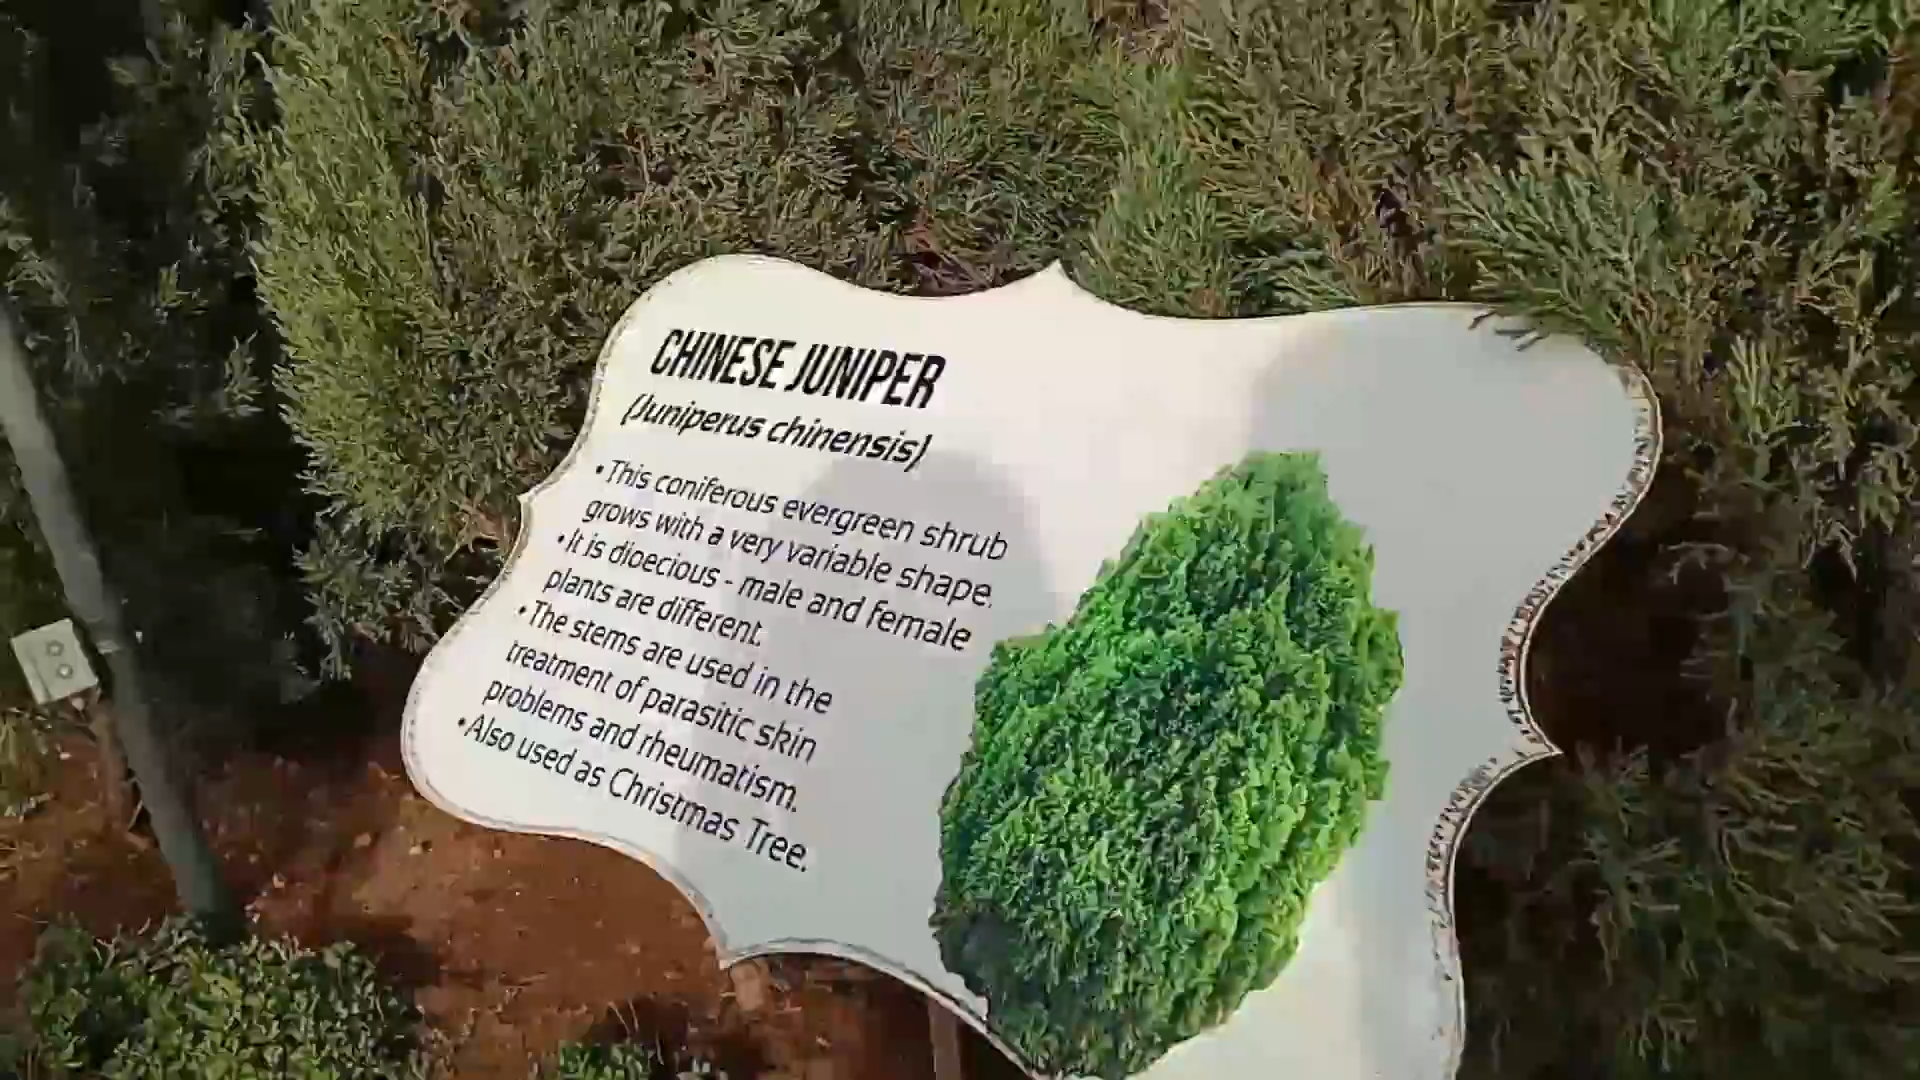 CHINESE JUNIPER
(Juniperus chinensis)
• This coniferous evergreen shrub
grows with a very variable shape.
• It is dioecious - male and female
plants are different.
• The stems are used in the
treatment of parasitic skin
problems and rheumatism.
• Also used as Christmas Tree.